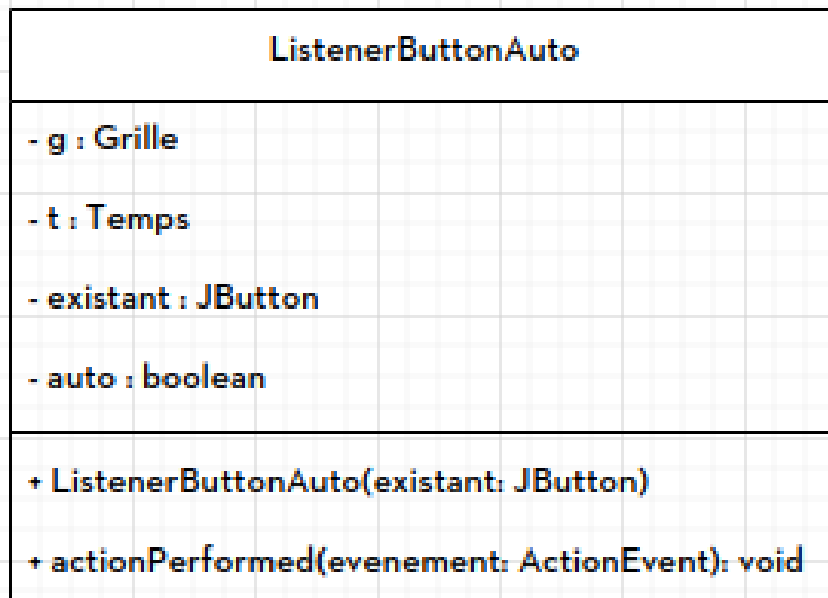 ListenerButtonAuto
- g : Grille
- t : Temps
- existant : JButton
- auto : boolean
+ ListenerButtonAuto(existant: JButton)
+ actionPerformed(evenement: ActionEvent): void